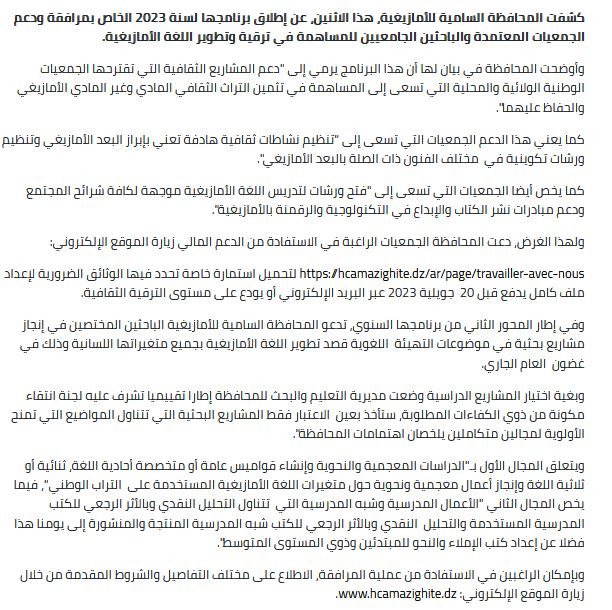 كشفت المحافظة السامية للأمازيغية، هذا الاثنين، عن إطلاق برنامجها لسنة 2023 الخاص بمرافقة ودعم
الجمعيات المعتمدة والباحثين الجامعيين للمساهمة في ترقية وتطوير اللغة الأمازيغية.
وأوضحت المحافظة في بيان لها أن هذا البرنامج يرمي إلى "دعم المشاريع الثقافية التي تقترحها الجمعيات
الوطنية الولائية والمحلية التي تسعى إلى المساهمة في تثمين التراث الثقافي المادي وغير المادي الأمازيغي
والحفاظ عليهما".
كما يعني هذا الدعم الجمعيات التي تسعى إلى "تنظيم نشاطات ثقافية هادفة تعني بإبراز البعد الأمازيغي وتنظيم
ورشات تكوينية في مختلف الفنون ذات الصلة بالبعد الأمازيغي".
كما يخص أيضا الجمعيات التي تسعى إلى "فتح ورشات لتدريس اللغة الأمازيغية موجهة لكافة شرائح المجتمع
ودعم مبادرات نشر الكتاب والإبداع في التكنولوجية والرقمنة بالأمازيغية".
ولهذا الغرض، دعت المحافظة الجمعيات الراغبة في الاستفادة من الدعم المالي زيارة الموقع الإلكتروني:
https://hcamazighite.dz/ar/page/travailler-avec-nous لتحميل استمارة خاصة تحدد فيها الوثائق الضرورية لإعداد
ملف كامل يدفع قبل 20 جويلية 2023 عبر البريد الإلكتروني أو يودع على مستوى الترقية الثقافية.
وفي إطار المحور الثاني من برنامجها السنوي، تدعو المحافظة السامية للأمازيغية الباحثين المختصين في إنجاز
مشاريع بحثية في موضوعات التهيئة اللغوية قصد تطوير اللغة الأمازيغية بجميع متغيراتها اللسانية وذلك في
غضون العام الجاري.
وبغية اختيار المشاريع الدراسية وضعت مديرية التعليم والبحث للمحافظة إطارا تقييميا تشرف عليه لجنة انتقاء
مكونة من ذوي الكفاءات المطلوبة، ستأخذ بعين الاعتبار فقط المشاريع البحثية التي تتناول المواضيع التي تمنح
الأولوية لمجالين متكاملين يلخصان اهتمامات المحافظة".
ويتعلق المجال الأول بـ"الدراسات المعجمية والنحوية وإنشاء قواميس عامة أو متخصصة أحادية اللغة، ثنائية أو
ثلاثية اللغة وإنجاز أعمال معجمية ونحوية حول متغيرات اللغة الأمازيغية المستخدمة على التراب الوطني"، فيما
يخص المجال الثاني "الأعمال المدرسية وشبه المدرسية التي تتناول التحليل النقدي وبالأثر الرجعي للكتب
المدرسية المستخدمة والتحليل النقدي وبالأثر الرجعي للكتب شبه المدرسية المنتجة والمنشورة إلى يومنا هذا
فضلا عن إعداد كتب الإملاء والنحو للمبتدئين وذوي المستوى المتوسط".
وبإمكان الراغبين في الاستفادة من عملية المرافقة، الاطلاع على مختلف التفاصيل والشروط المقدمة من خلال
زيارة الموقع الإلكتروني: www.hcamazighite.dz.